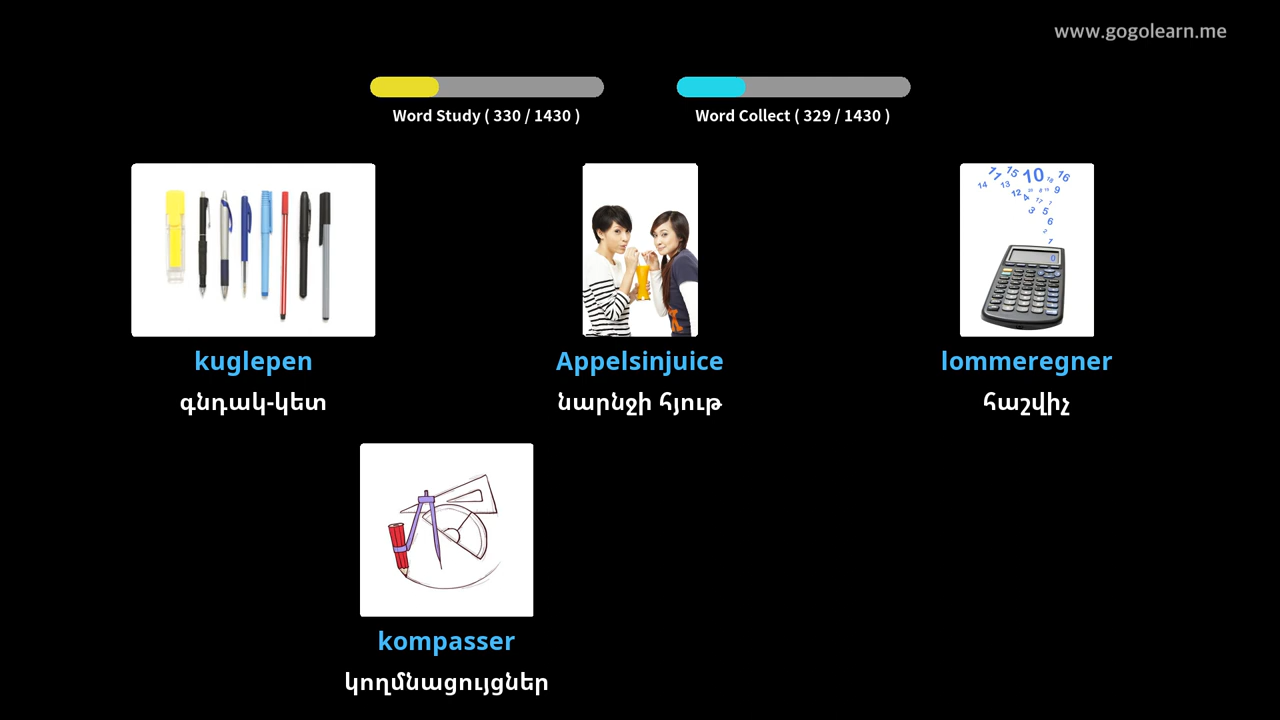 www.gogolearn.me
Word Study ( 330 / 1430 )
Word Collect ( 329 / 1430 )
kuglepen
գնդակ-կետ
Appelsinjuice
նարնջի հյութ
lommeregner
հաշվիչ
kompasser
կողմնացույցներ